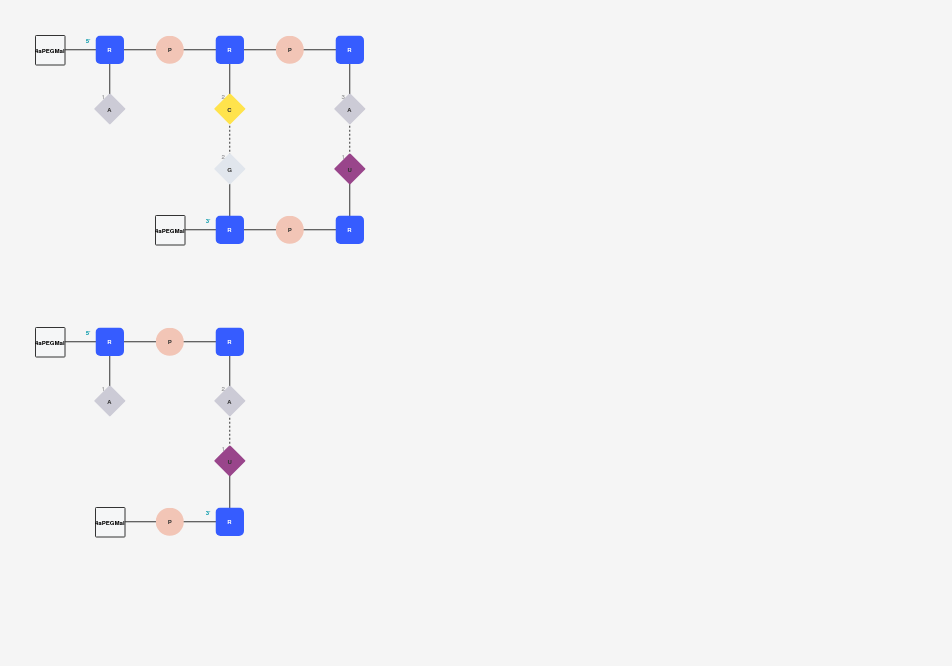 4aPEGMal 5' R P R P R
1 A 2 C 3 A
2 G 1 U
4aPEGMal 3' R P R
4aPEGMal 5' R P R
1 A 2 A
1 U
4aPEGMal P 3' R